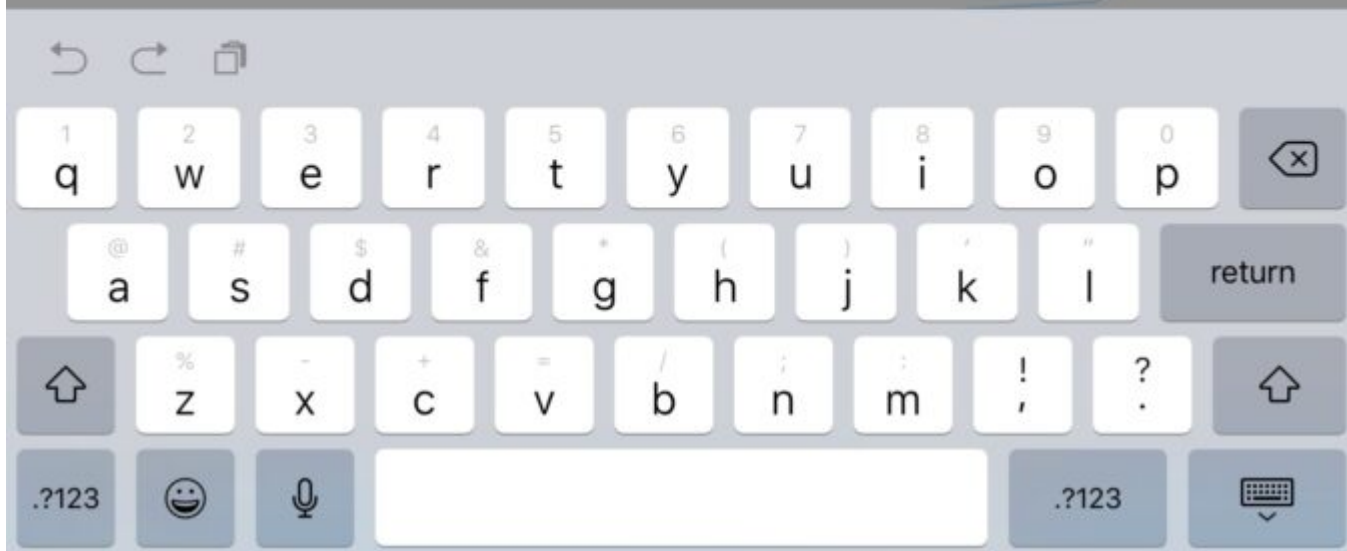 1 2 3 4 5 6 7 8 9 0
q w e r t y u i o p
@ # $ & * ( ) ' "
a s d f g h j k l return
% - + = / ; : ! ?
z x c v b n m , .
.?123 .?123